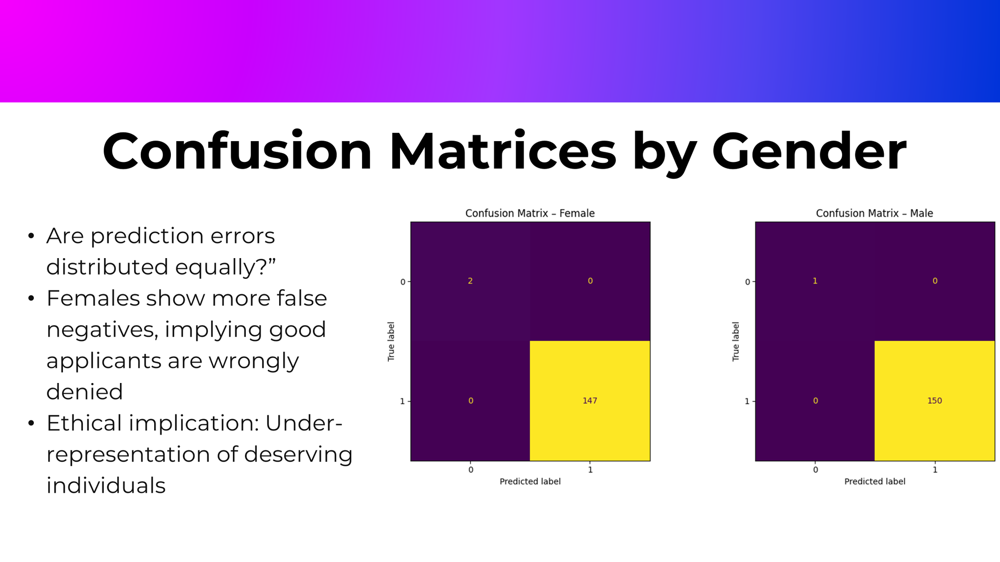 Confusion Matrices by Gender
• Are prediction errors
distributed equally?”
• Females show more false
negatives, implying good
applicants are wrongly
denied
• Ethical implication: Under-
representation of deserving
individuals
Confusion Matrix – Female
True label
0
2
0
1
0
147
0
1
Predicted label
Confusion Matrix – Male
True label
0
1
0
1
0
150
0
1
Predicted label